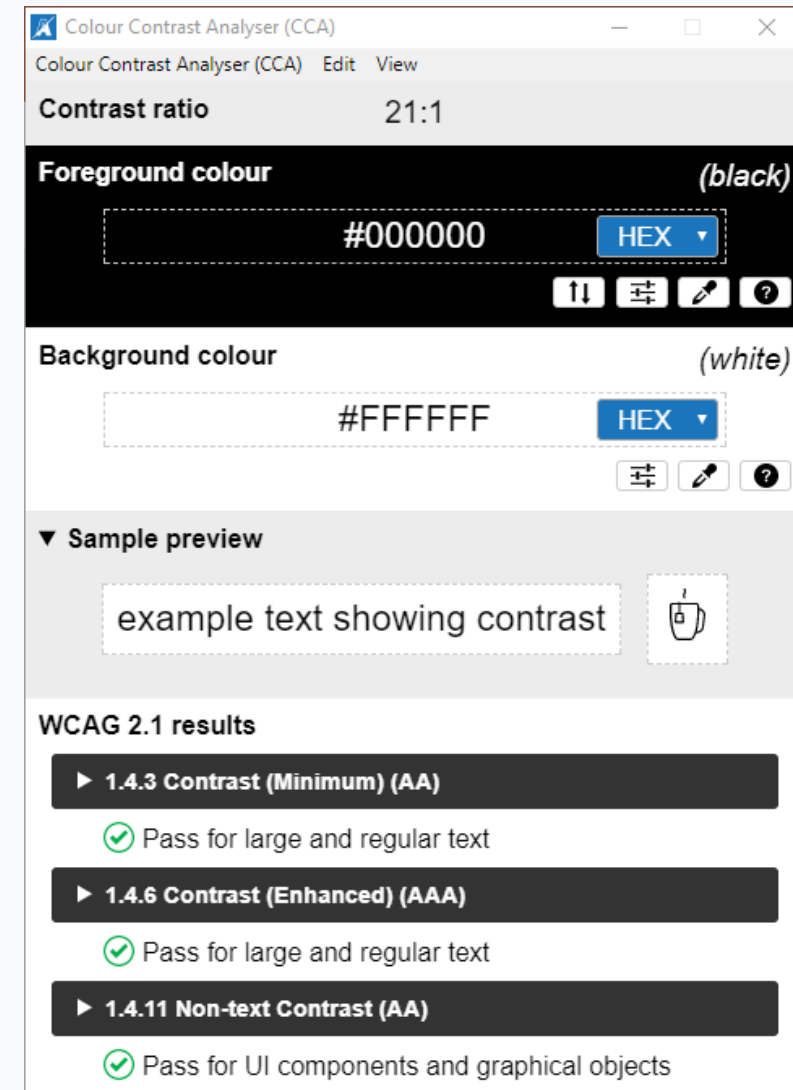 Colour Contrast Analyser (CCA)
Colour Contrast Analyser (CCA) Edit View
Contrast ratio 21:1
Foreground colour (black)
#000000 HEX
Background colour (white)
#FFFFFF HEX
▼ Sample preview
example text showing contrast
WCAG 2.1 results
▶ 1.4.3 Contrast (Minimum) (AA)
Pass for large and regular text
▶ 1.4.6 Contrast (Enhanced) (AAA)
Pass for large and regular text
▶ 1.4.11 Non-text Contrast (AA)
Pass for UI components and graphical objects